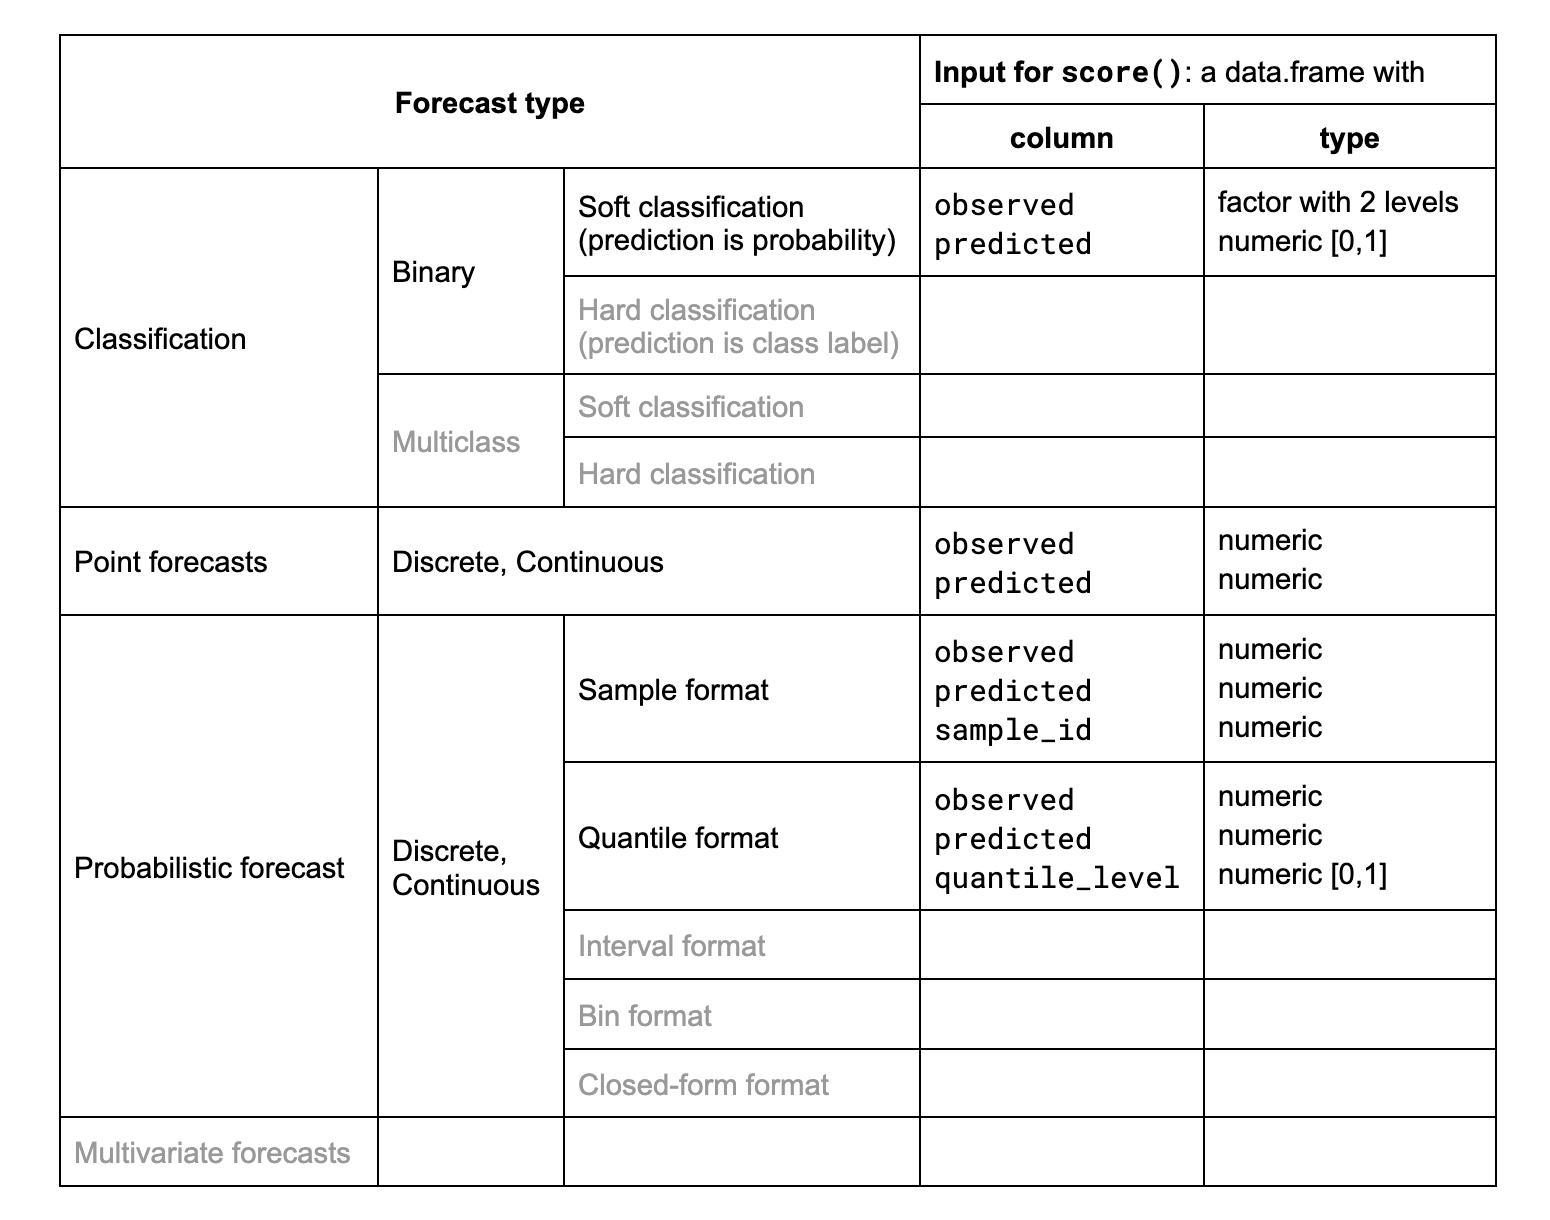 Forecast type
Input for score(): a data.frame with
column
type
Classification
Binary
Soft classification
(prediction is probability)
observed
predicted
factor with 2 levels
numeric [0,1]
Hard classification
(prediction is class label)
Multiclass
Soft classification
Hard classification
Point forecasts
Discrete, Continuous
observed
predicted
numeric
numeric
Probabilistic forecast
Discrete,
Continuous
Sample format
observed
predicted
sample_id
numeric
numeric
numeric
Quantile format
observed
predicted
quantile_level
numeric
numeric
numeric [0,1]
Interval format
Bin format
Closed-form format
Multivariate forecasts